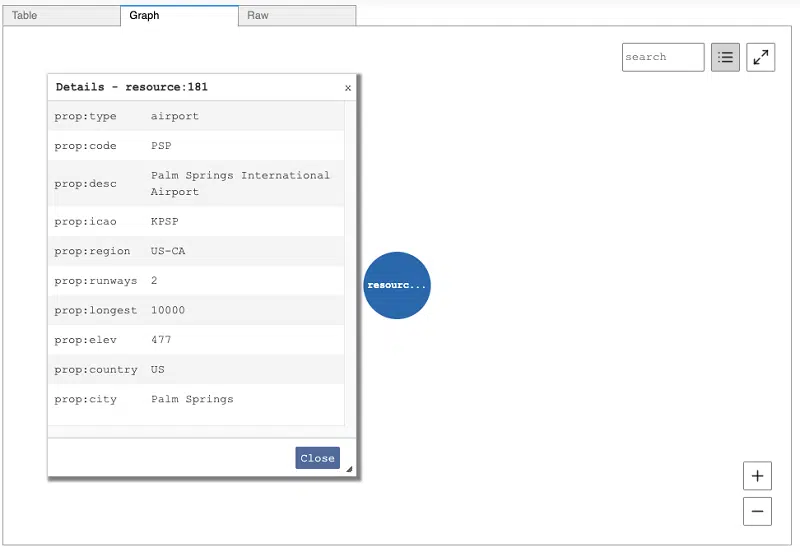 Table Graph Raw
search
Details - resource:181 ×
prop:type airport
prop:code PSP
prop:desc Palm Springs International
Airport
prop:icao KPSP
prop:region US-CA
prop:runways 2
prop:longest 10000
prop:elev 477
prop:country US
prop:city Palm Springs
Close
resourc...
+
−